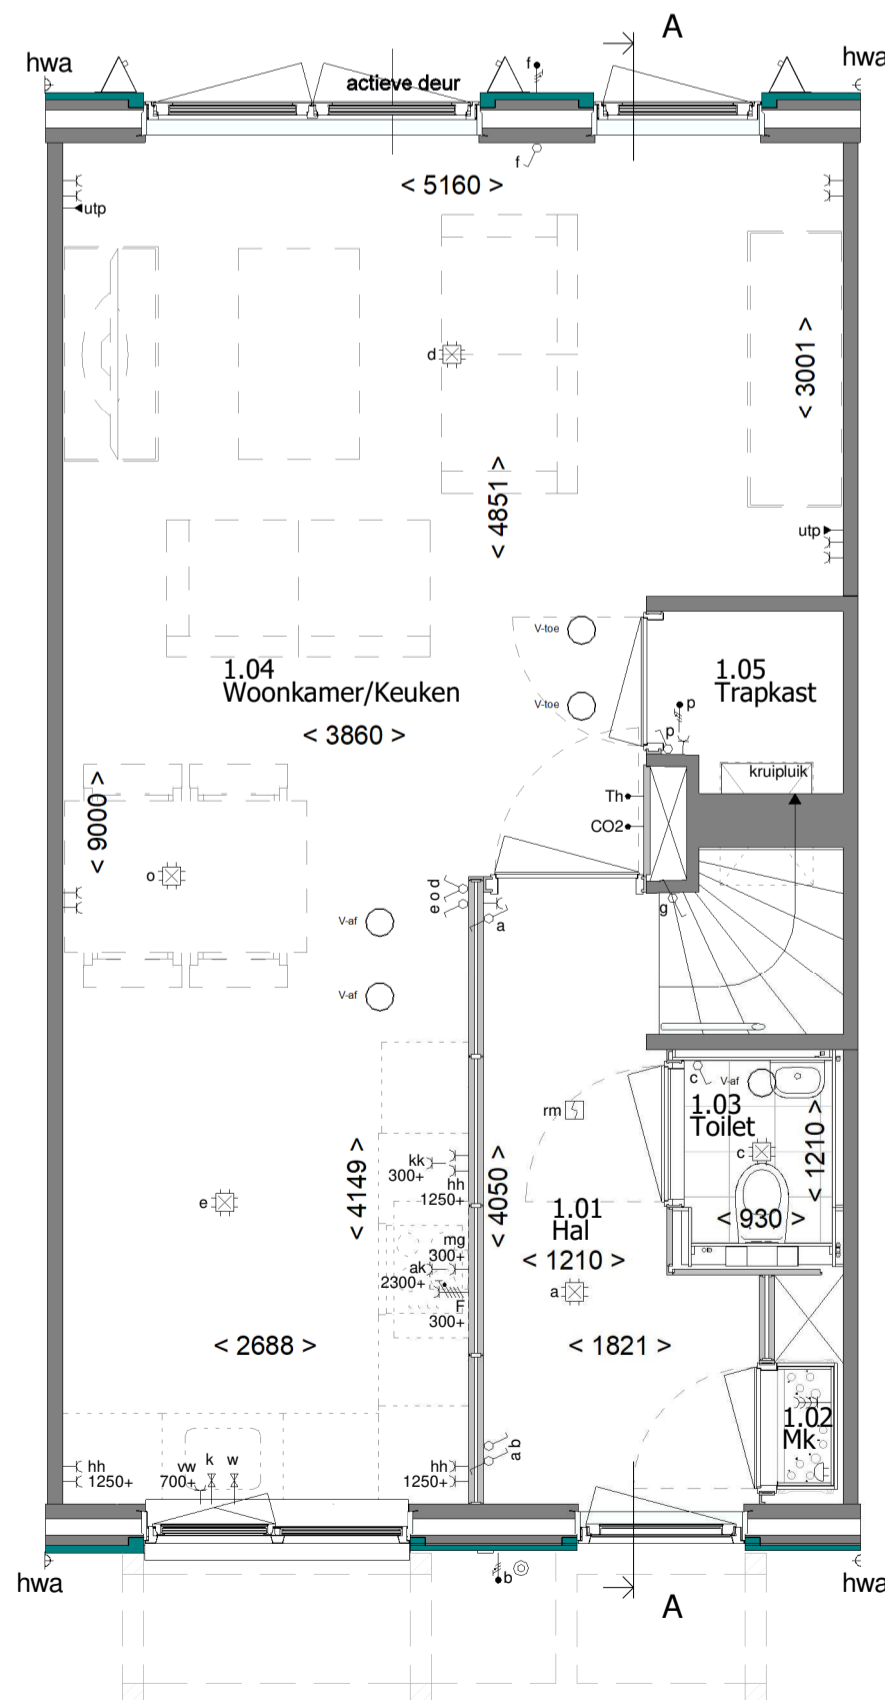 A
hwa
hwa
actieve deur
f
f
< 5160 >
utp
d
< 3001 >
< 4851 >
utp
V-toe
1.04
Woonkamer/Keuken
1.05
Trapkast
V-toe
p
p
< 3860 >
kruipluik
Th
CO2
< 9000 >
o
e o d
a
g
V-af
V-af
c
V-af
1.03
Toilet
rm
c
< 1210 >
kk
300+
hh
1250+
< 4149 >
< 4050 >
e
1.01
Hal
< 930 >
mg
300+
ak
2300+
F
300+
< 1210 >
a
< 2688 >
< 1821 >
1.02
Mk
a b
hh
1250+
vw
700+
k
w
hh
1250+
hwa
b
hwa
A